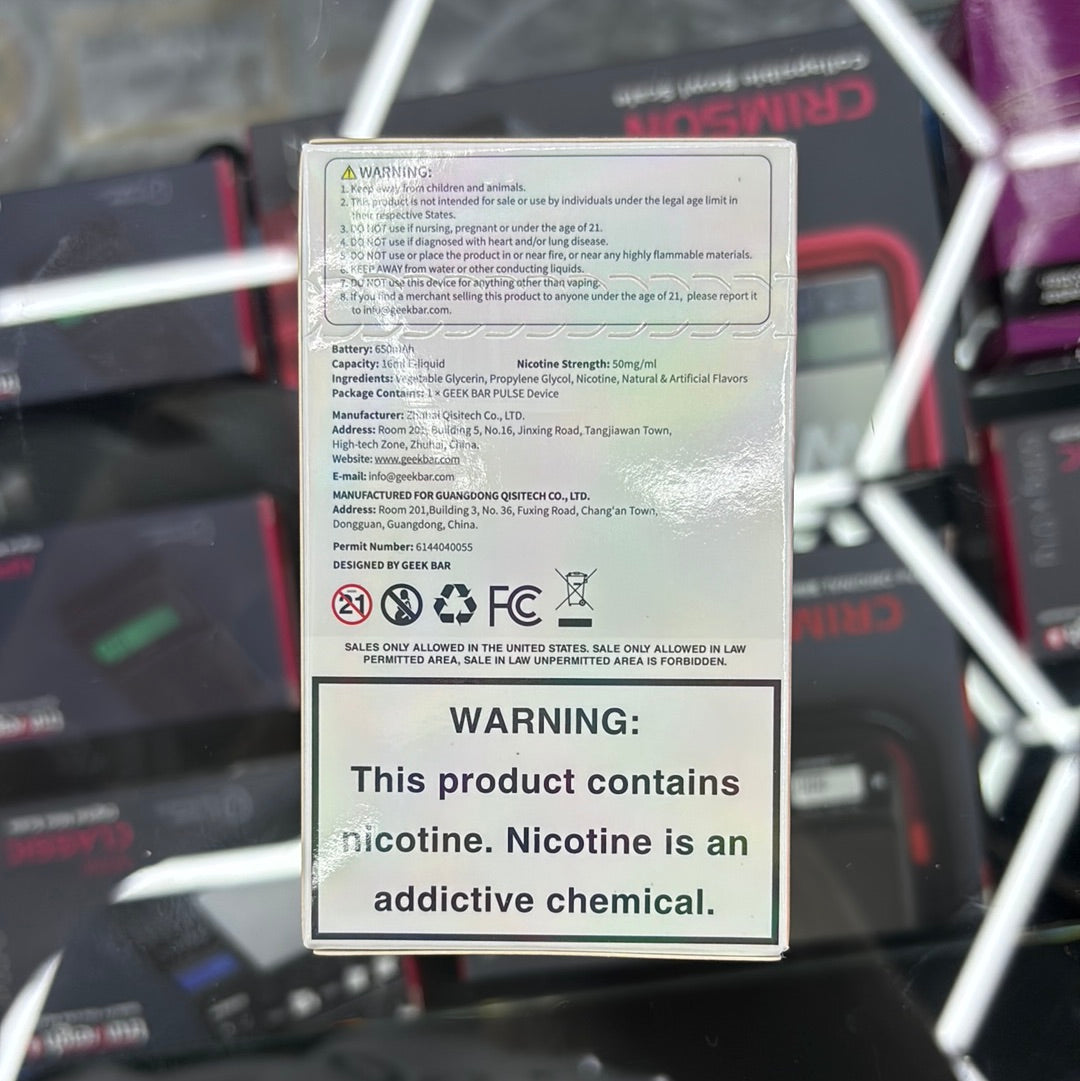 WARNING:
1. Keep away from children and animals.
2. This product is not intended for sale or use by individuals under the legal age limit in
their respective States.
3. DO NOT use if nursing, pregnant or under the age of 21.
4. DO NOT use if diagnosed with heart and/or lung disease.
5. DO NOT use or place the product in or near fire, or near any highly flammable materials.
6. KEEP AWAY from water or other conducting liquids.
7. DO NOT use this device for anything other than vaping.
8. If you find a merchant selling this product to anyone under the age of 21, please report it
to info@geekbar.com.
Battery: 650mAh
Capacity: 16ml E-liquid Nicotine Strength: 50mg/ml
Ingredients: Vegetable Glycerin, Propylene Glycol, Nicotine, Natural & Artificial Flavors
Package Contains: 1 × GEEK BAR PULSE Device
Manufacturer: Zhuhai Qisitech Co., LTD.
Address: Room 201, Building 5, No.16, Jinxing Road, Tangjiawan Town,
High-tech Zone, Zhuhai, China.
Website: www.geekbar.com
E-mail: info@geekbar.com
MANUFACTURED FOR GUANGDONG QISITECH CO., LTD.
Address: Room 201,Building 3, No. 36, Fuxing Road, Chang'an Town,
Dongguan, Guangdong, China.
Permit Number: 6144040055
DESIGNED BY GEEK BAR
21 FC
SALES ONLY ALLOWED IN THE UNITED STATES. SALE ONLY ALLOWED IN LAW
PERMITTED AREA, SALE IN LAW UNPERMITTED AREA IS FORBIDDEN.
WARNING:
This product contains
nicotine. Nicotine is an
addictive chemical.
Collapsible Bowl Scale
CRIMSON
CRIM
CLASSIC